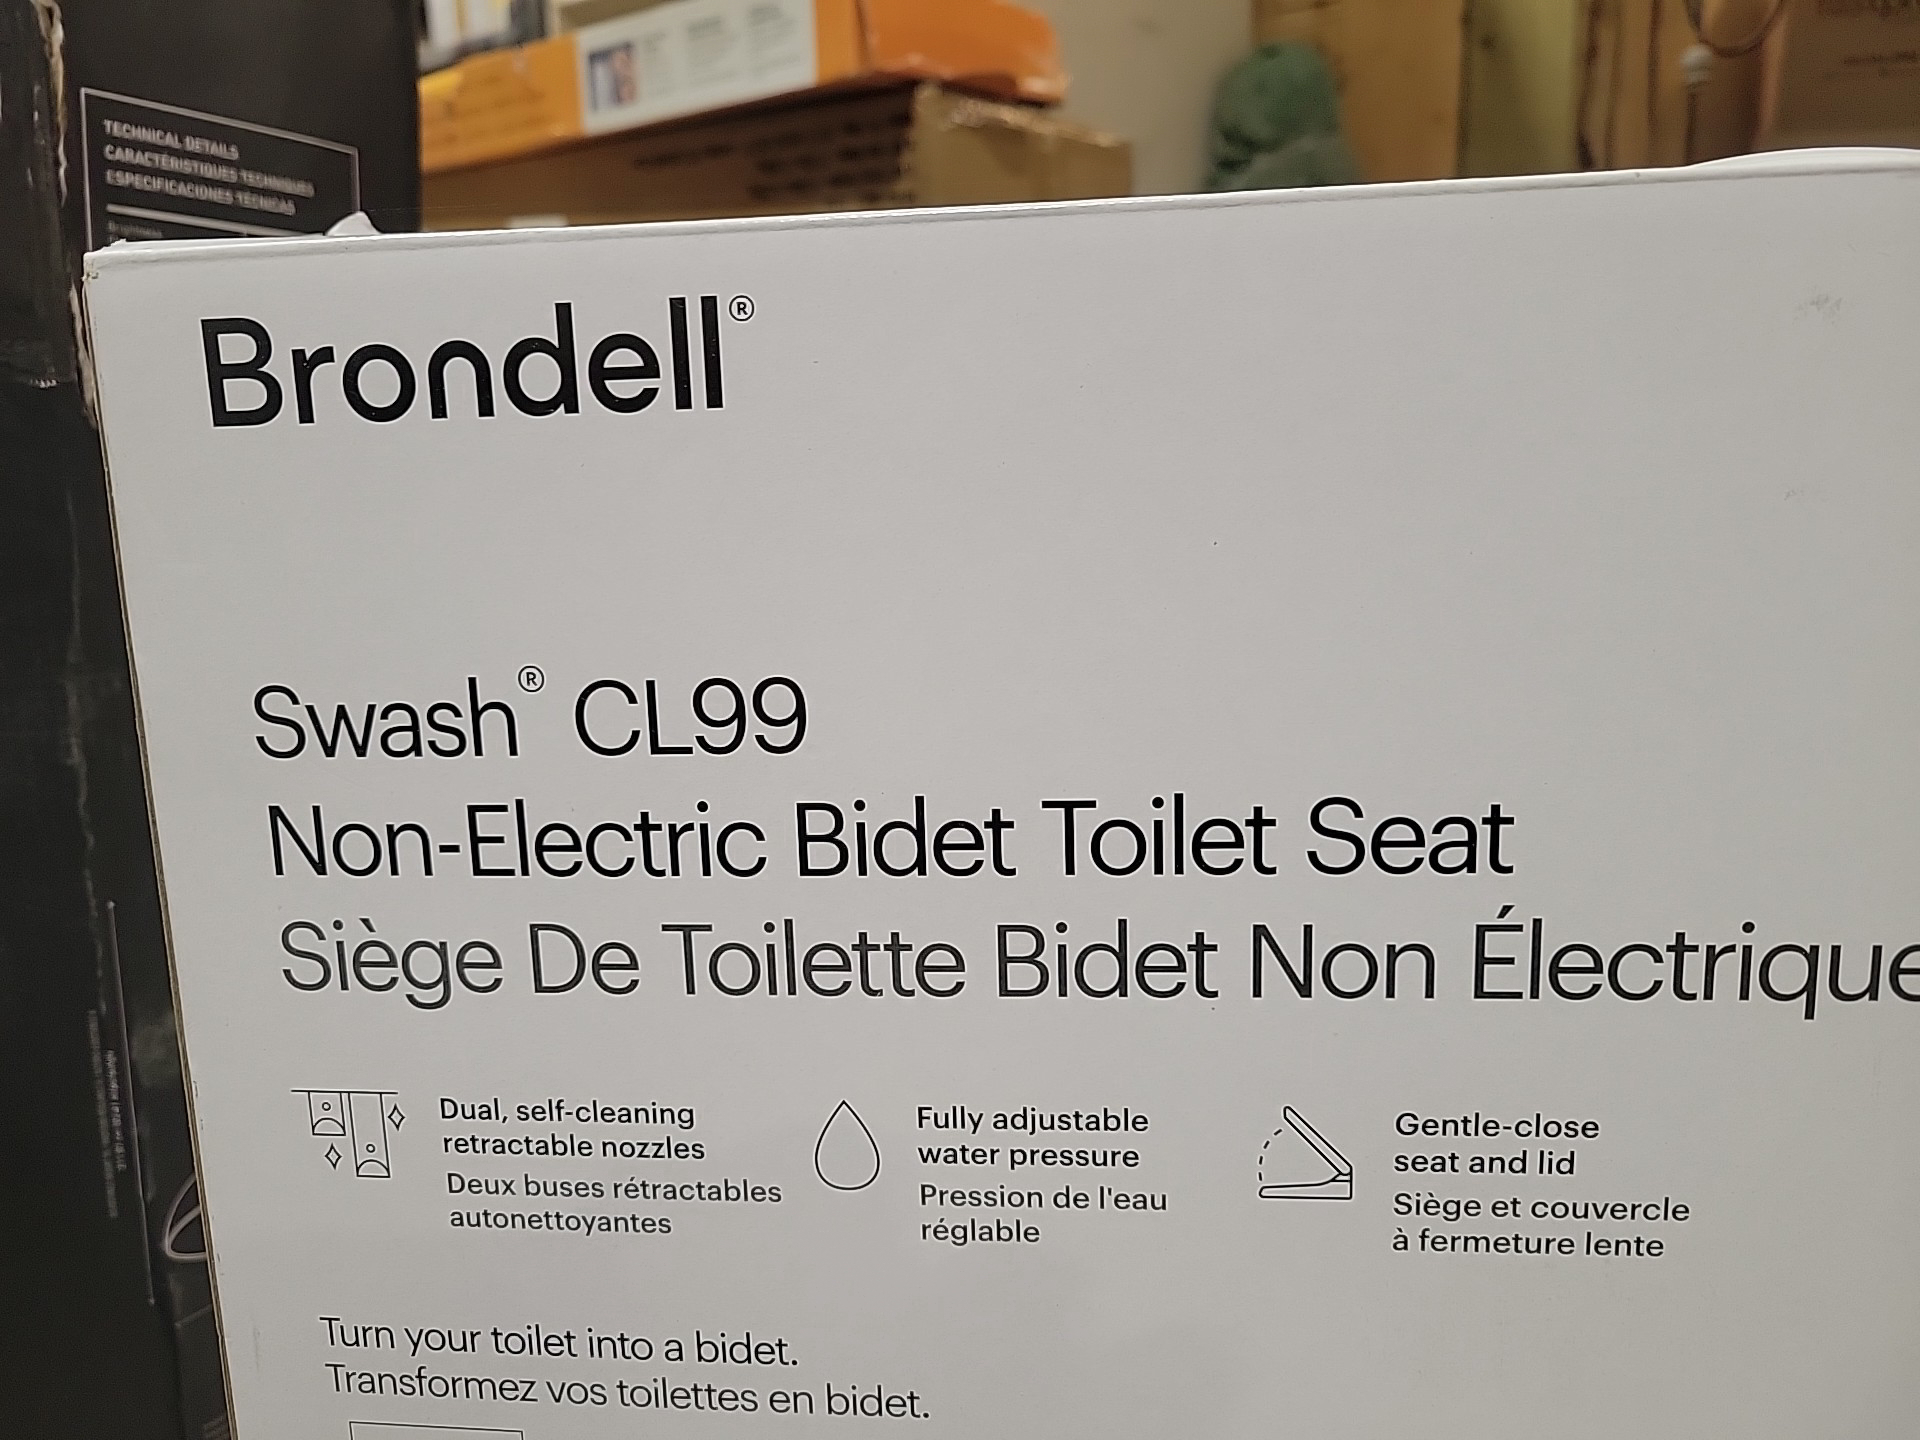 TECHNICAL DETAILS
CARACTÉRISTIQUES TECHNIQUES
ESPECIFICACIONES TÉCNICAS
Brightness
Brondell®
Swash® CL99
Non-Electric Bidet Toilet Seat
Siège De Toilette Bidet Non Électrique
Dual, self-cleaning
retractable nozzles
Deux buses rétractables
autonettoyantes
Fully adjustable
water pressure
Pression de l'eau
réglable
Gentle-close
seat and lid
Siège et couvercle
à fermeture lente
Turn your toilet into a bidet.
Transformez vos toilettes en bidet.